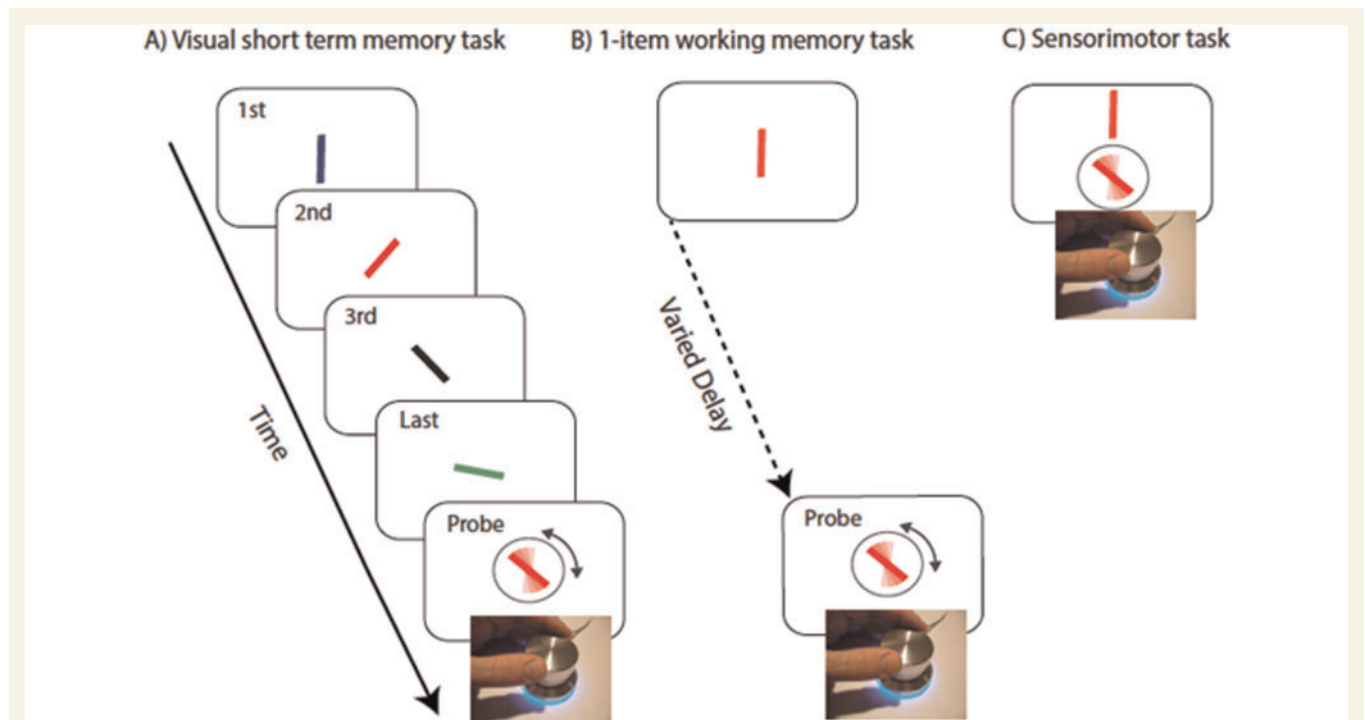 A) Visual short term memory task
B) 1-item working memory task
C) Sensorimotor task
1st
2nd
3rd
Last
Probe
Time
Varied Delay
Probe